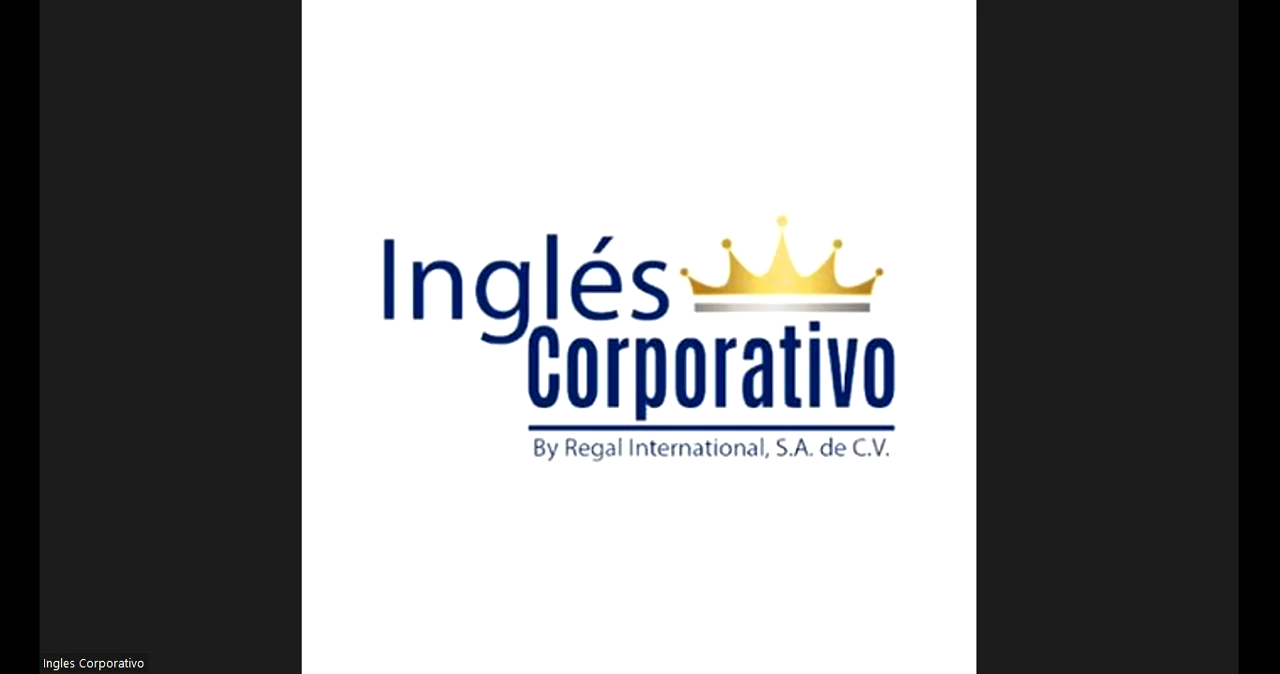 Inglés
Corporativo
By Regal International, S.A. de C.V.
Ingles Corporativo